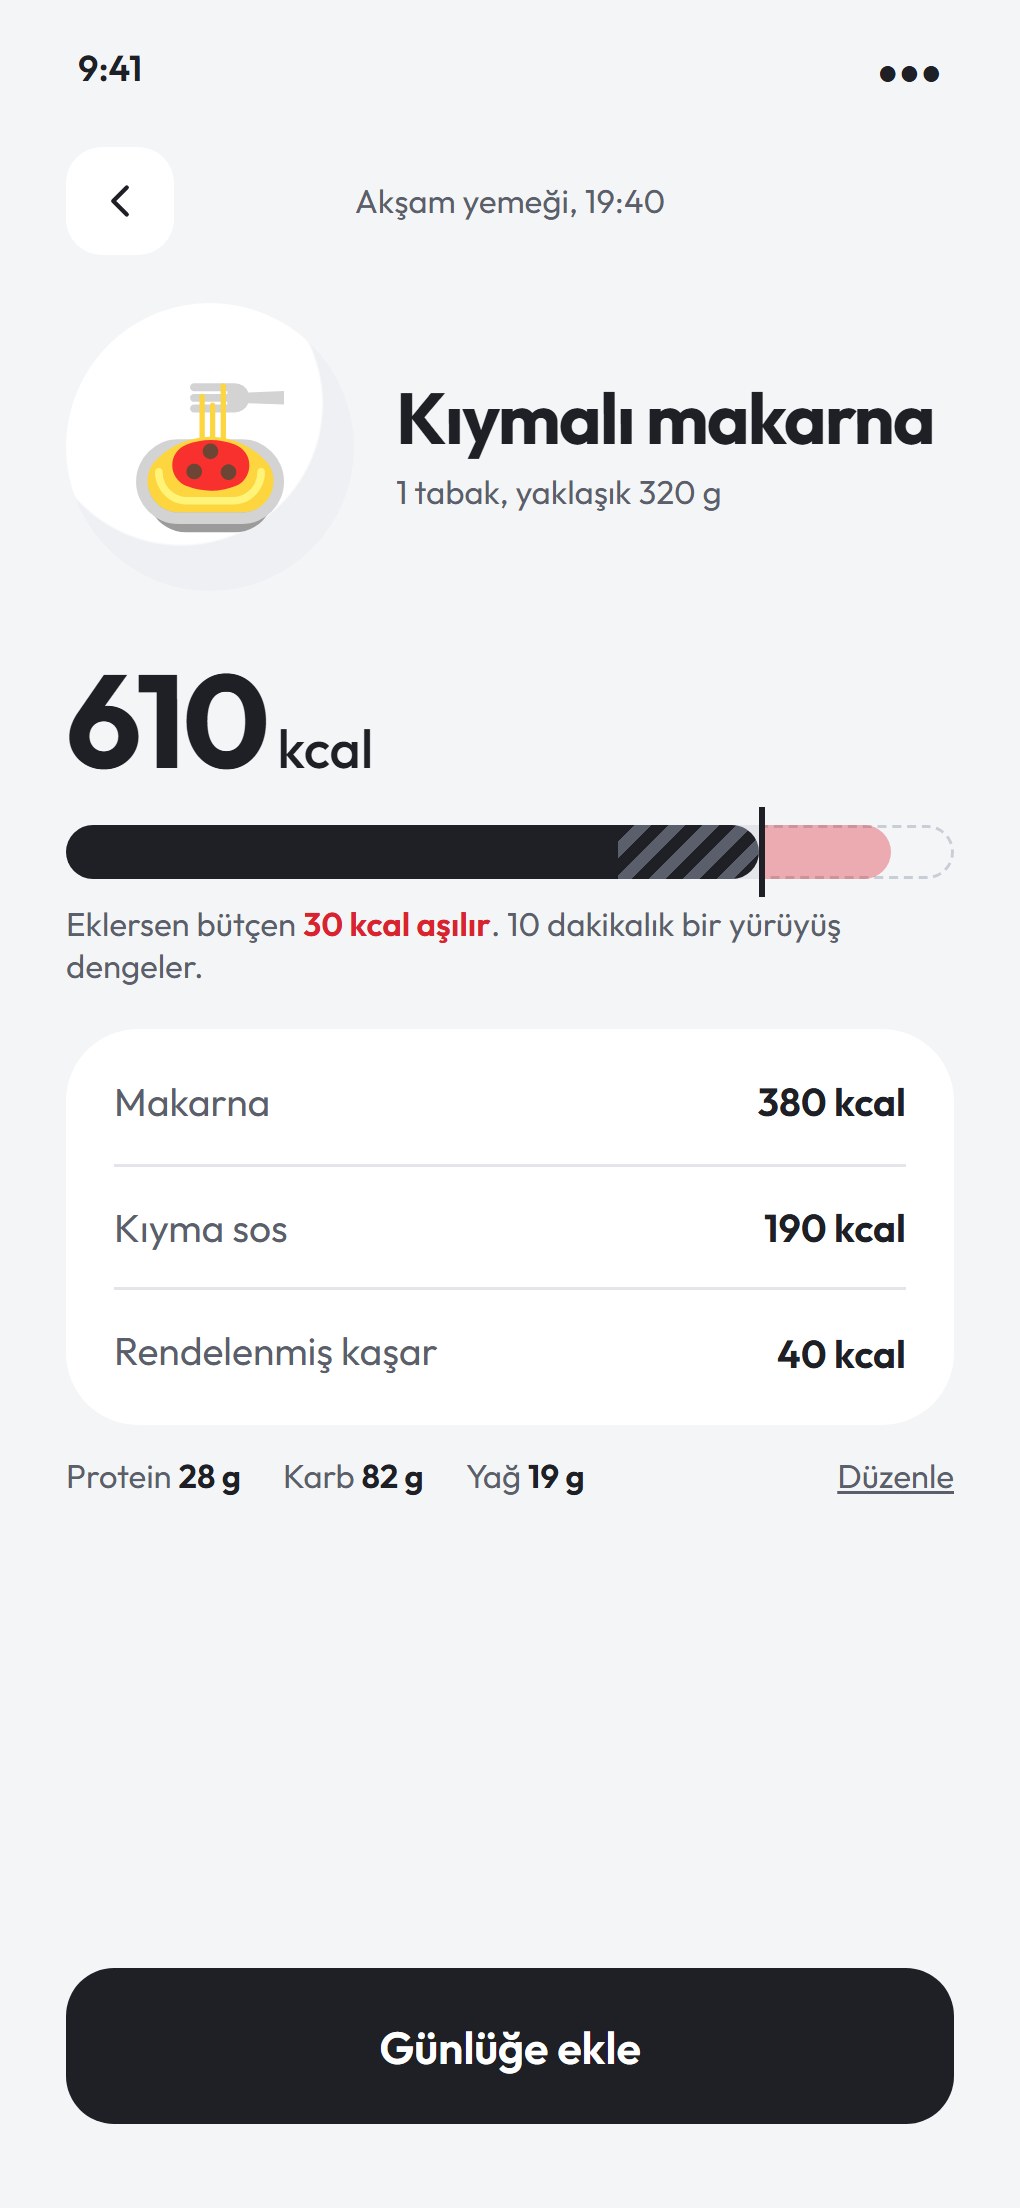 9:41
Akşam yemeği, 19:40
Kıymalı makarna
1 tabak, yaklaşık 320 g
610 kcal
Eklersen bütçen 30 kcal aşılır. 10 dakikalık bir yürüyüş
dengeler.
Makarna 380 kcal
Kıyma sos 190 kcal
Rendelenmiş kaşar 40 kcal
Protein 28 g Karb 82 g Yağ 19 g Düzenle
Günlüğe ekle